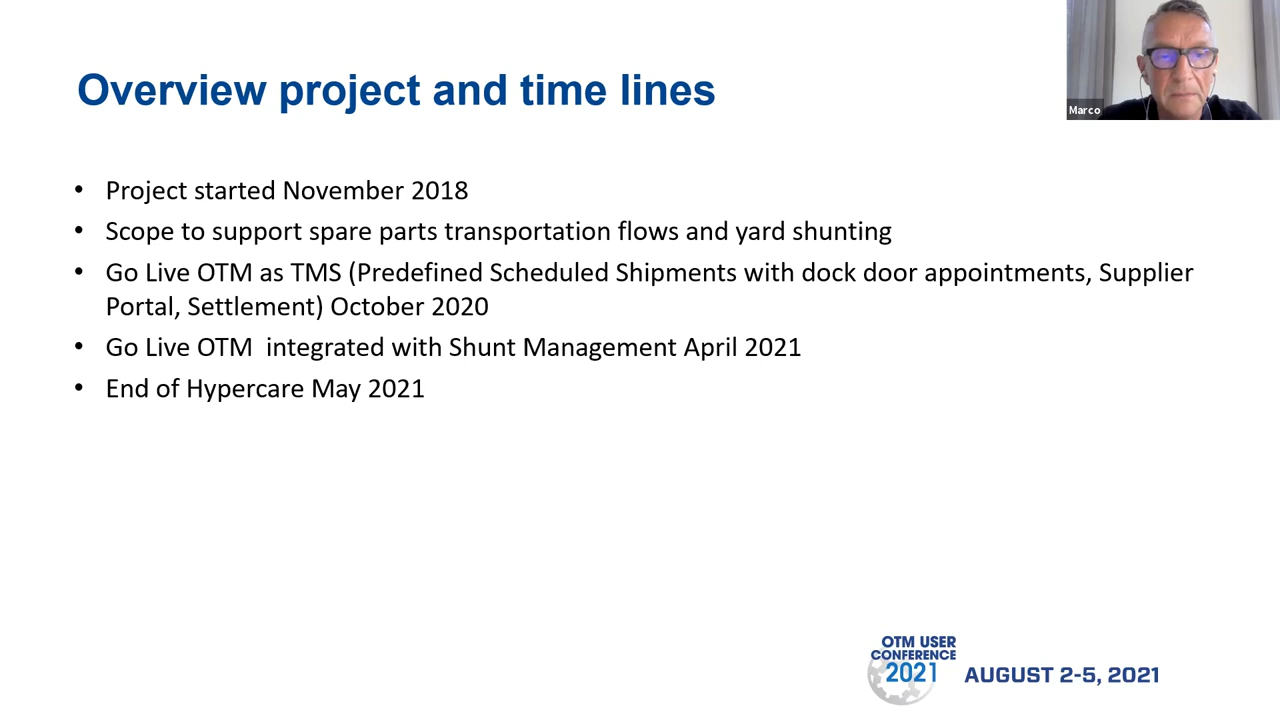 Overview project and time lines
Marco
• Project started November 2018
• Scope to support spare parts transportation flows and yard shunting
• Go Live OTM as TMS (Predefined Scheduled Shipments with dock door appointments, Supplier
Portal, Settlement) October 2020
• Go Live OTM  integrated with Shunt Management April 2021
• End of Hypercare May 2021
OTM USER
CONFERENCE
2021
AUGUST 2-5, 2021